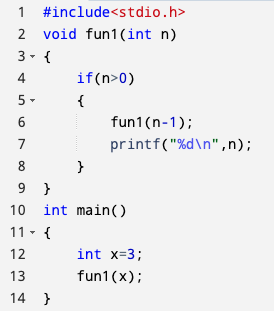 1 #include<stdio.h>
2 void fun1(int n)
3 {
4     if(n>0)
5     {
6         fun1(n-1);
7         printf("%d\n",n);
8     }
9 }
10 int main()
11 {
12     int x=3;
13     fun1(x);
14 }